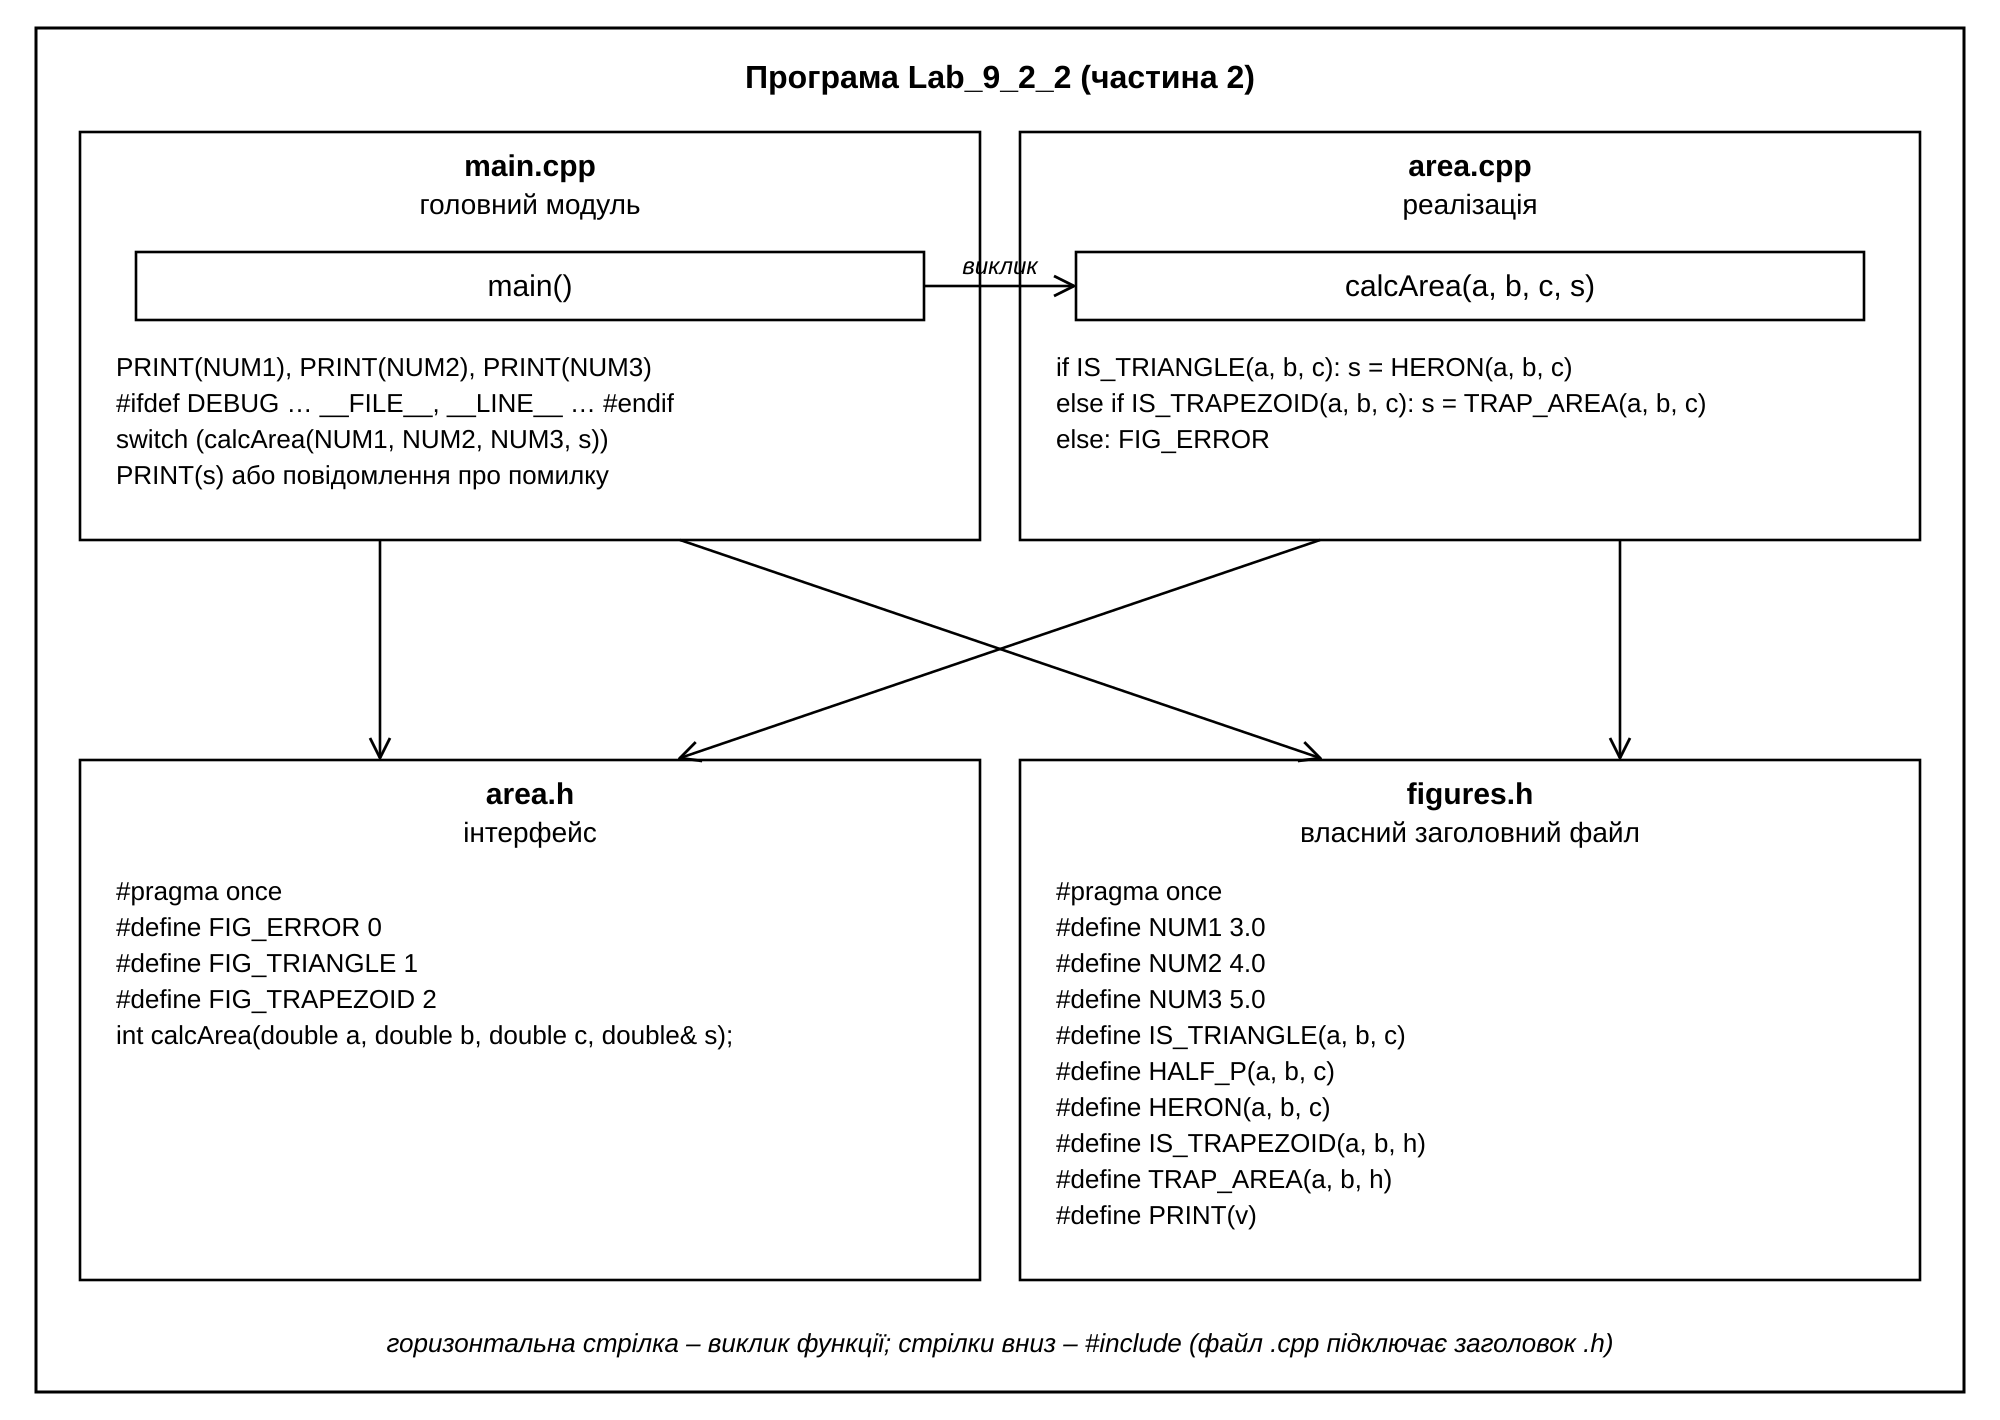 Програма Lab_9_2_2 (частина 2)
main.cpp
головний модуль
main()
PRINT(NUM1), PRINT(NUM2), PRINT(NUM3)
#ifdef DEBUG … __FILE__, __LINE__ … #endif
switch (calcArea(NUM1, NUM2, NUM3, s))
PRINT(s) або повідомлення про помилку
виклик
area.cpp
реалізація
calcArea(a, b, c, s)
if IS_TRIANGLE(a, b, c): s = HERON(a, b, c)
else if IS_TRAPEZOID(a, b, c): s = TRAP_AREA(a, b, c)
else: FIG_ERROR
area.h
інтерфейс
#pragma once
#define FIG_ERROR 0
#define FIG_TRIANGLE 1
#define FIG_TRAPEZOID 2
int calcArea(double a, double b, double c, double& s);
figures.h
власний заголовний файл
#pragma once
#define NUM1 3.0
#define NUM2 4.0
#define NUM3 5.0
#define IS_TRIANGLE(a, b, c)
#define HALF_P(a, b, c)
#define HERON(a, b, c)
#define IS_TRAPEZOID(a, b, h)
#define TRAP_AREA(a, b, h)
#define PRINT(v)
горизонтальна стрілка – виклик функції; стрілки вниз – #include (файл .cpp підключає заголовок .h)